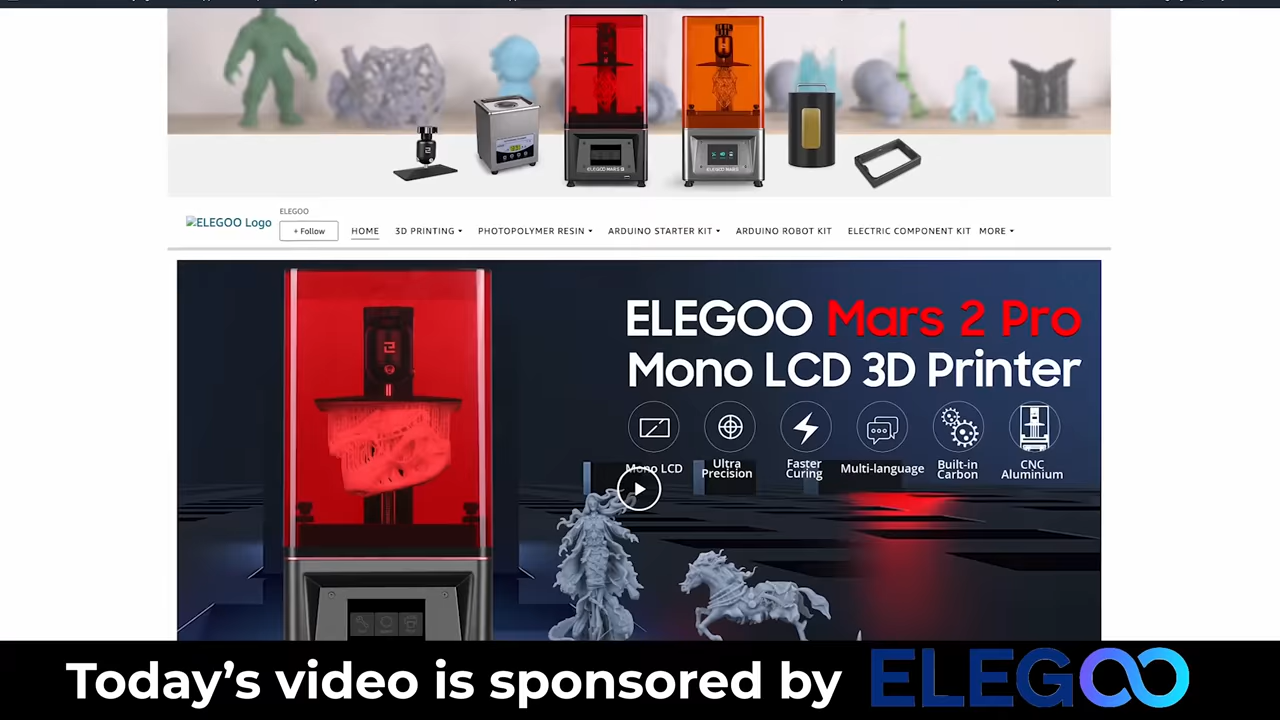 ELEGOO MARS
ELEGOO Logo
ELEGOO
+ Follow
HOME
3D PRINTING
PHOTOPOLYMER RESIN
ARDUINO STARTER KIT
ARDUINO ROBOT KIT
ELECTRIC COMPONENT KIT
MORE
ELEGOO Mars 2 Pro
Mono LCD 3D Printer
Mono LCD
Ultra
Precision
Faster
Curing
Multi-language
Built-in
Carbon
CNC
Aluminium
Today's video is sponsored by ELEGOO